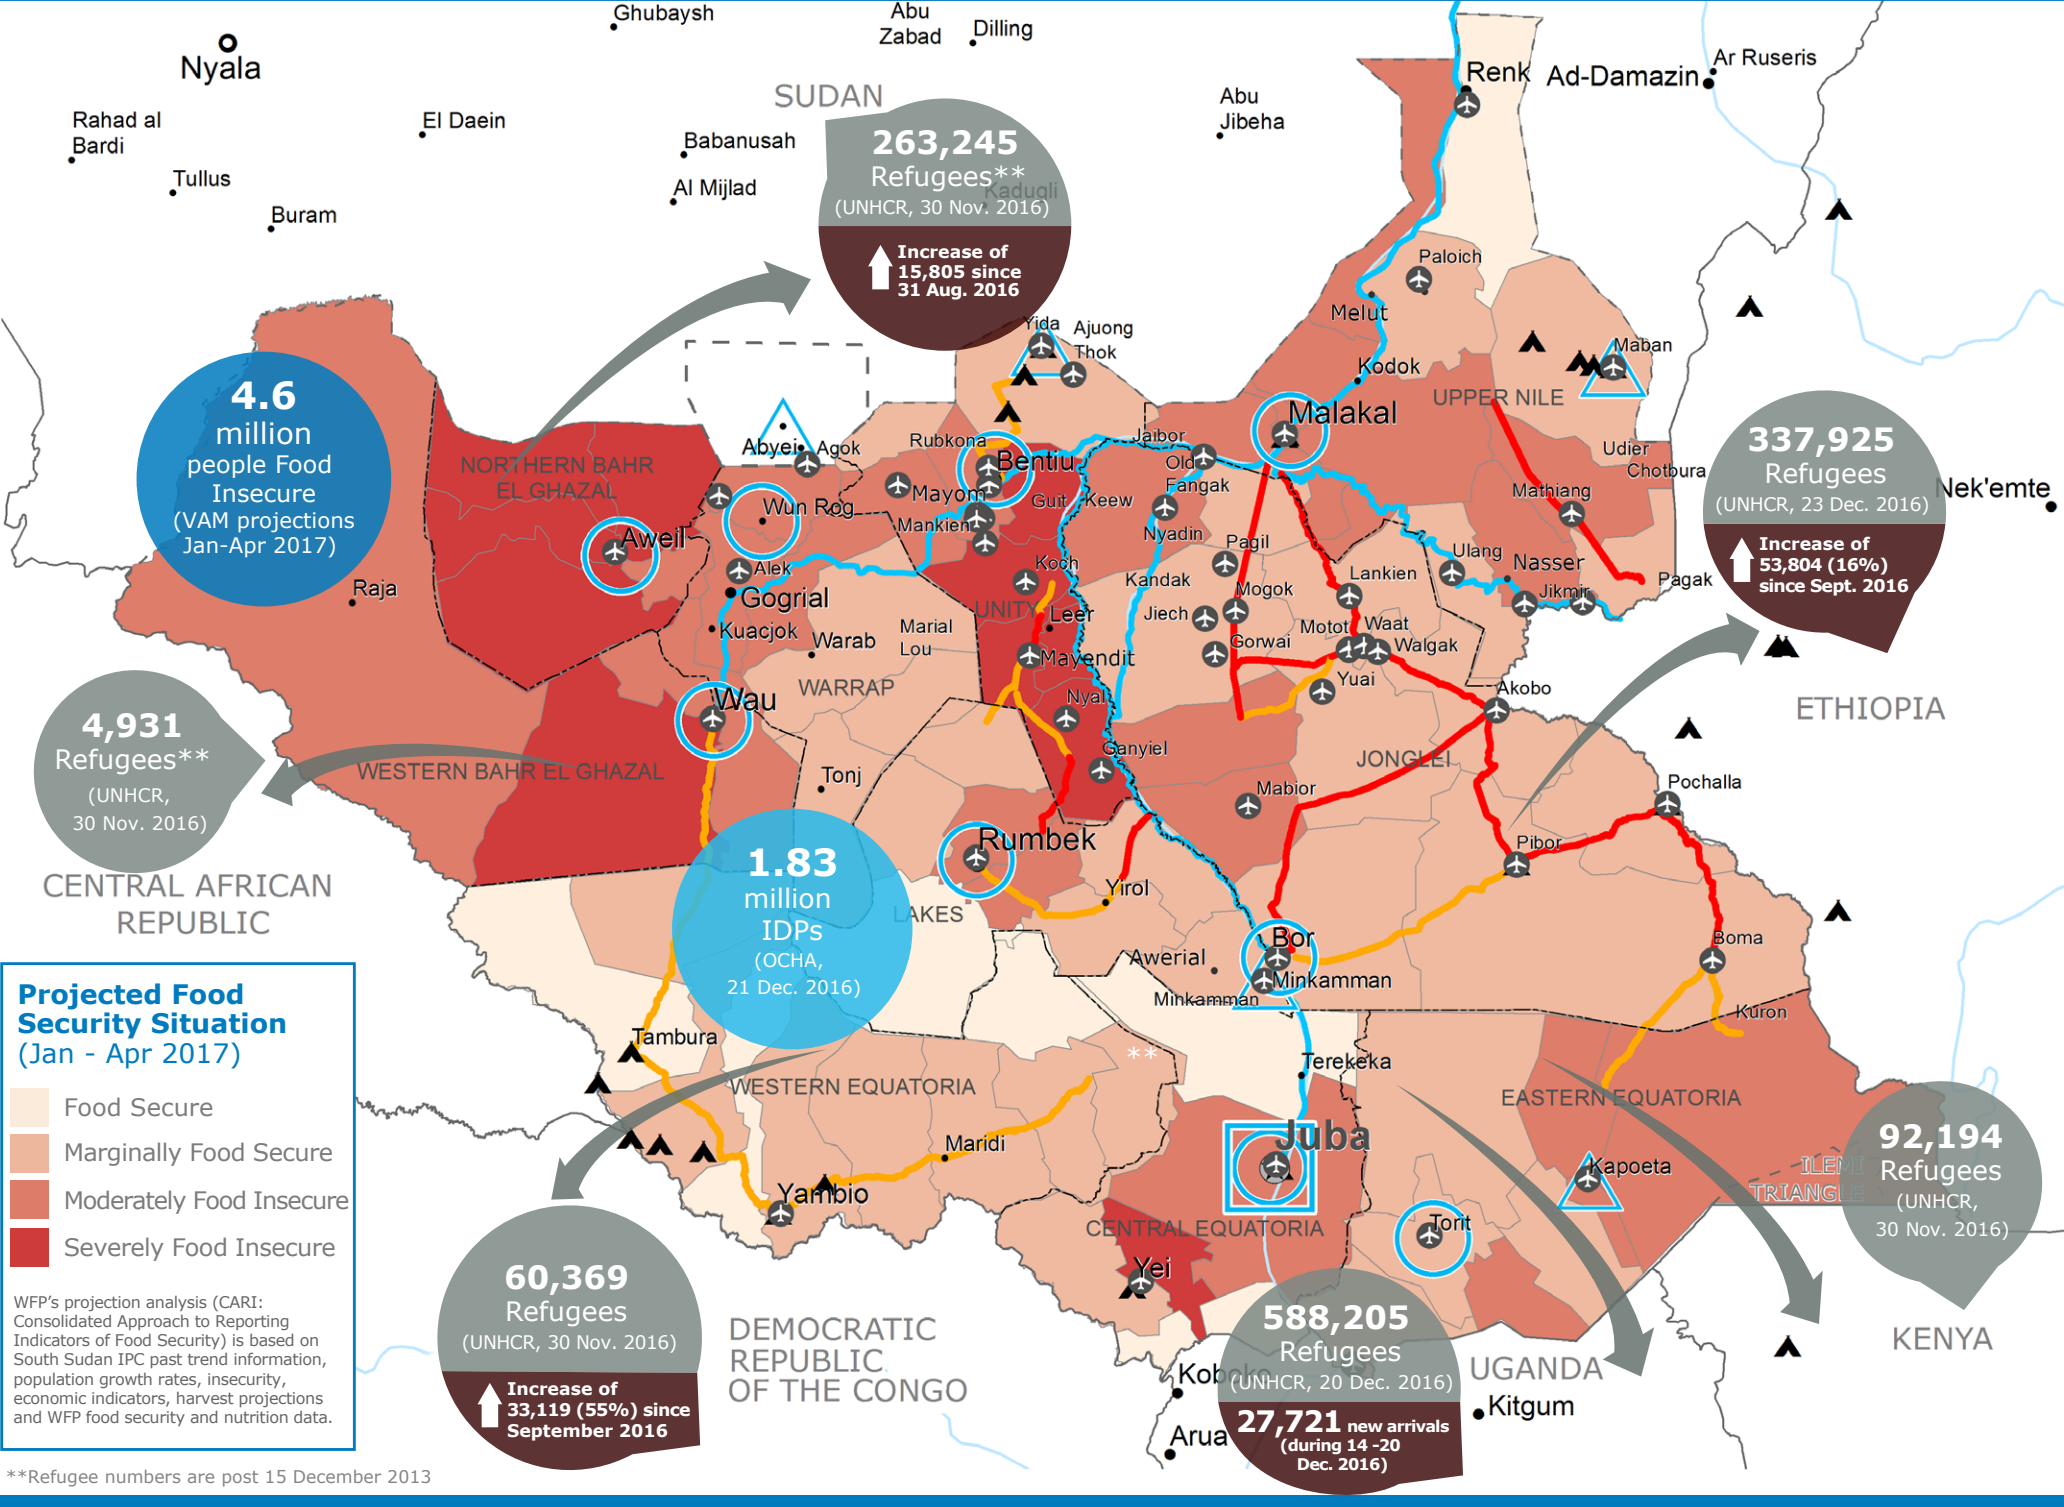 Ghubaysh
Abu
Zabad
Dilling
Nyala
SUDAN
Renk
Ad-Damazin
Ar Ruseris
Rahad al
Bardi
El Daein
Babanusah
Abu
Jibeha
Tullus
Al Mijlad
Buram
263,245
Refugees**
Kadugli
(UNHCR, 30 Nov. 2016)
Increase of
15,805 since
31 Aug. 2016
Paloich
Melut
Yida
Ajuong
Thok
Maban
Kodok
UPPER NILE
4.6
million
people Food
Insecure
(VAM projections
Jan-Apr 2017)
Malakal
337,925
Refugees
(UNHCR, 23 Dec. 2016)
Increase of
53,804 (16%)
since Sept. 2016
Nek'emte
NORTHERN BAHR
EL GHAZAL
Abyei
Agok
Rubkona
Bentiu
Jaibor
Old
Fangak
Udier
Chotbura
Mathiang
Wun Rog
Mayom
Guit
Keew
Mankien
Nyadin
Aweil
Pagil
Ulang
Nasser
Alek
Koch
Kandak
Lankien
Jikmir
Pagak
Raja
Gogrial
UNITY
Leer
Jiech
Mogok
Kuacjok
Warab
Marial
Lou
Motot
Waat
Gorwai
Walgak
Mayendit
Yuai
WARRAP
Nyal
Akobo
Wau
ETHIOPIA
4,931
Refugees**
(UNHCR,
30 Nov. 2016)
Ganyiel
JONGLEI
WESTERN BAHR EL GHAZAL
Tonj
Mabior
Pochalla
Rumbek
Pibor
CENTRAL AFRICAN
REPUBLIC
1.83
million
IDPs
(OCHA,
21 Dec. 2016)
Yirol
LAKES
Bor
Boma
Awerial
Minkamman
Minkamman
Kuron
Projected Food
Security Situation
(Jan - Apr 2017)
Food Secure
Marginally Food Secure
Moderately Food Insecure
Severely Food Insecure
WFP's projection analysis (CARI:
Consolidated Approach to Reporting
Indicators of Food Security) is based on
South Sudan IPC past trend information,
population growth rates, insecurity,
economic indicators, harvest projections
and WFP food security and nutrition data.
Tambura
**
Terekeka
WESTERN EQUATORIA
EASTERN EQUATORIA
Juba
Maridi
92,194
Refugees
(UNHCR,
30 Nov. 2016)
Kapoeta
ILEMI
TRIANGLE
Yambio
CENTRAL EQUATORIA
Torit
Yei
60,369
Refugees
(UNHCR, 30 Nov. 2016)
Increase of
33,119 (55%) since
September 2016
DEMOCRATIC
REPUBLIC
OF THE CONGO
588,205
Refugees
(UNHCR, 20 Dec. 2016)
27,721 new arrivals
(during 14 -20
Dec. 2016)
Koboko
UGANDA
KENYA
Kitgum
Arua
**Refugee numbers are post 15 December 2013